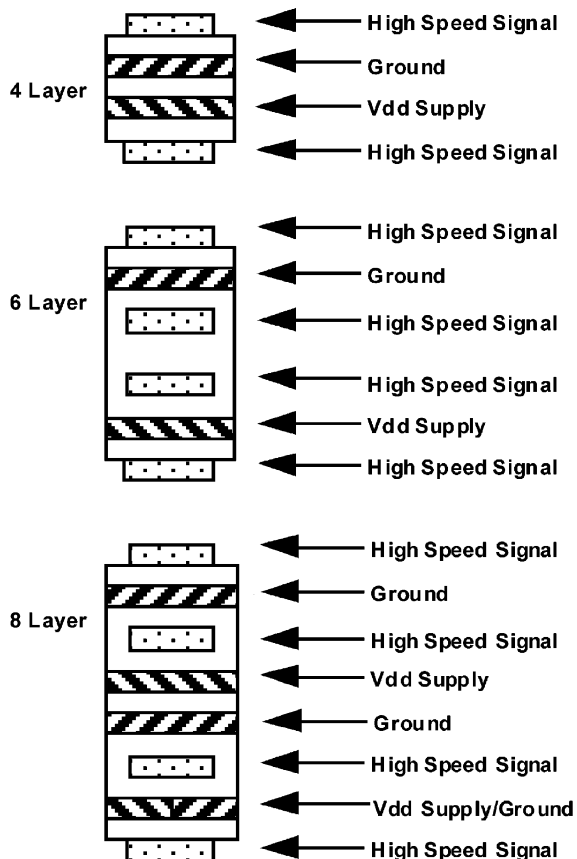 High Speed Signal
Ground
4 Layer
Vdd Supply
High Speed Signal
High Speed Signal
Ground
6 Layer
High Speed Signal
High Speed Signal
Vdd Supply
High Speed Signal
High Speed Signal
Ground
8 Layer
High Speed Signal
Vdd Supply
Ground
High Speed Signal
Vdd Supply/Ground
High Speed Signal